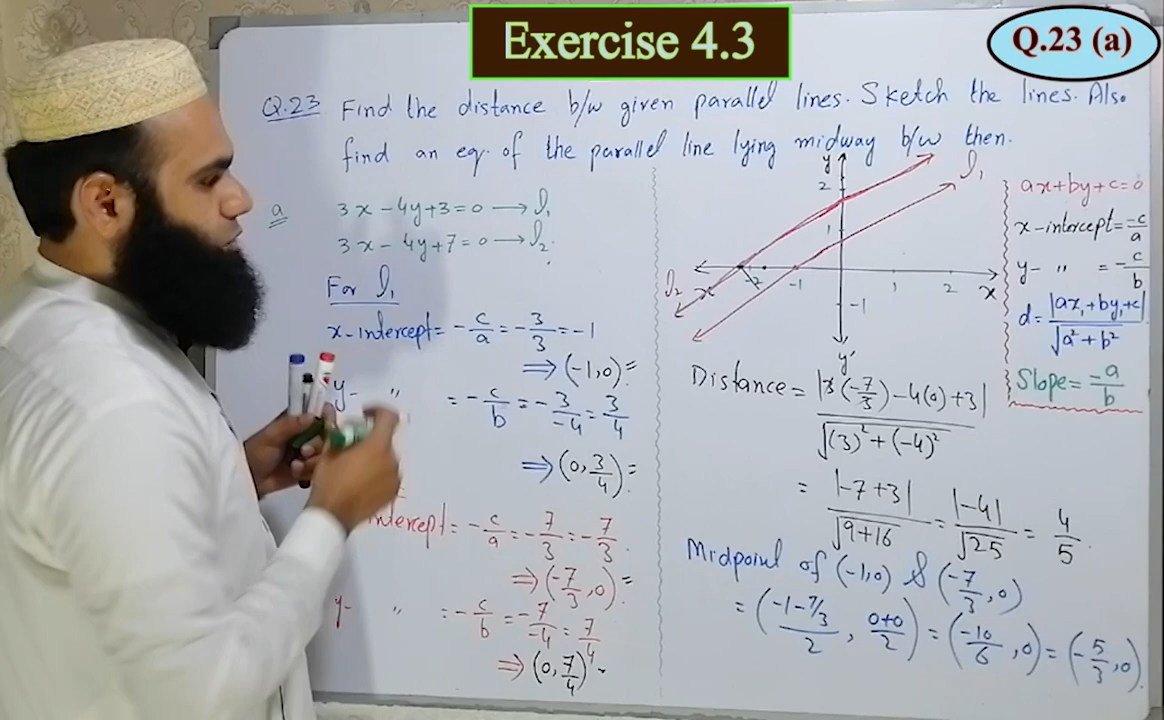 Exercise 4.3
Q.23 (a)
Q.23. Find the distance b/w given parallel lines. Sketch the lines. Also
find an eq. of the parallel line lying midway b/w then.
a
3x-4y+3=0 → l₁
3x-4y+7=0 → l₂.
For l₁
x-intercept = -c/a = -3/3 = -1
⇒ (-1,0)
y- " = -c/b = -3/-4 = 3/4
⇒ (0, 3/4)
intercept = -c/a = -7/3 = -7/3.
⇒ (-7/3, 0)
y- " = -c/b = -7/-4 = 7/4
⇒ (0, 7/4)
y
2
1
l₁
l₂
x'
-2
-1
1
2
x
-1
y'
Distance = |3(-7/3)-4(0)+3| / √(3)²+(-4)²
= |-7+3| / √9+16 = |-4| / √25 = 4/5.
Midpoint of (-1,0) & (-7/3, 0)
= (-1-7/3 / 2, 0+0 / 2) = (-10/6, 0) = (-5/3, 0).
ax+by+c=0
x-intercept = -c/a
y- " = -c/b
d = |ax₁+by₁+c| / √a²+b²
Slope = -a/b